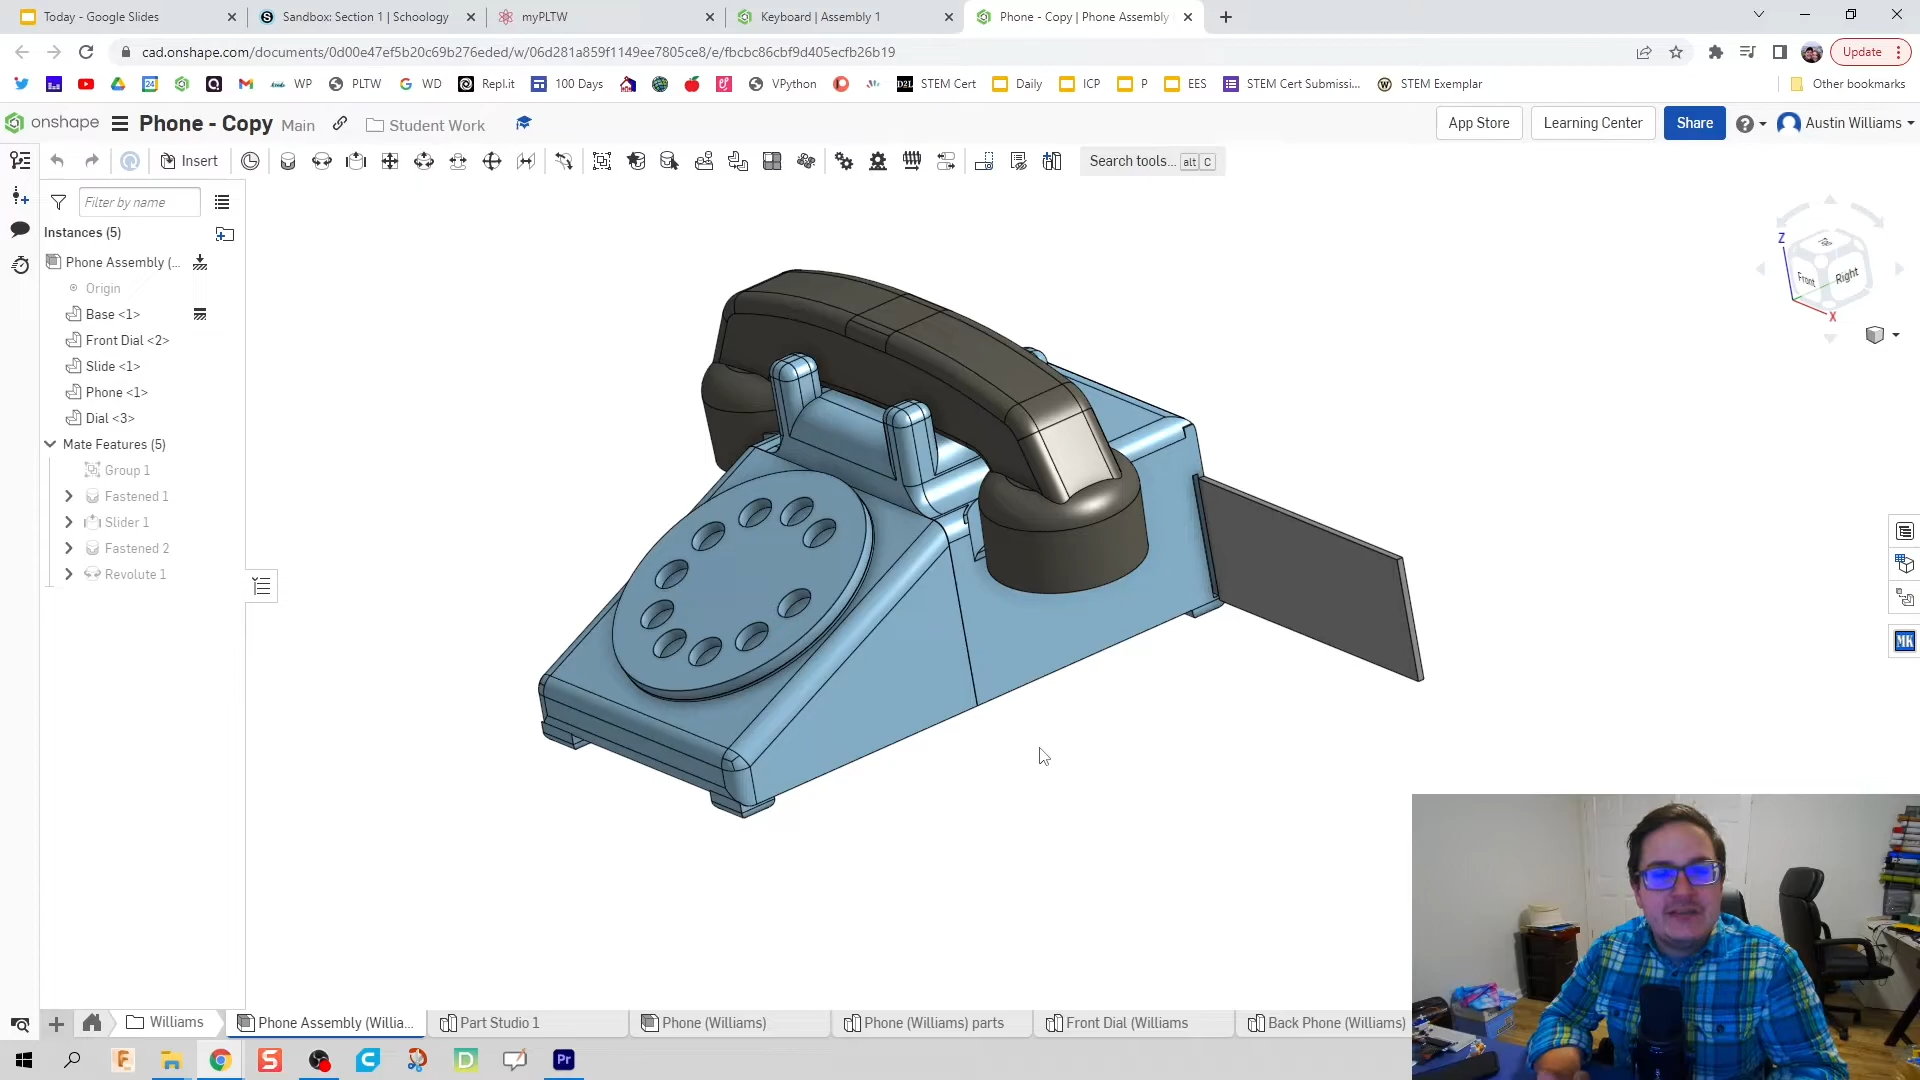 Today - Google Slides
Sandbox: Section 1 | Schoology
myPLTW
Keyboard | Assembly 1
Phone - Copy | Phone Assembly
cad.onshape.com/documents/0d00e47ef5b20c69b276eded/w/06d281a859f1149ee7805ce8/e/fbcbc86cbf9d405ecfb26b19
Update
WP
PLTW
WD
Repl.it
100 Days
VPython
D2L
STEM Cert
Daily
ICP
P
EES
STEM Cert Submissi...
STEM Exemplar
Other bookmarks
onshape
Phone - Copy
Main
Student Work
App Store
Learning Center
Share
Austin Williams
Insert
Search tools... alt C
Filter by name
Instances (5)
Phone Assembly (...
Origin
Base <1>
Front Dial <2>
Slide <1>
Phone <1>
Dial <3>
Mate Features (5)
Group 1
Fastened 1
Slider 1
Fastened 2
Revolute 1
Z
Front
Right
X
MK
Williams
Phone Assembly (Willia...
Part Studio 1
Phone (Williams)
Phone (Williams) parts
Front Dial (Williams
Back Phone (Williams)
Pr